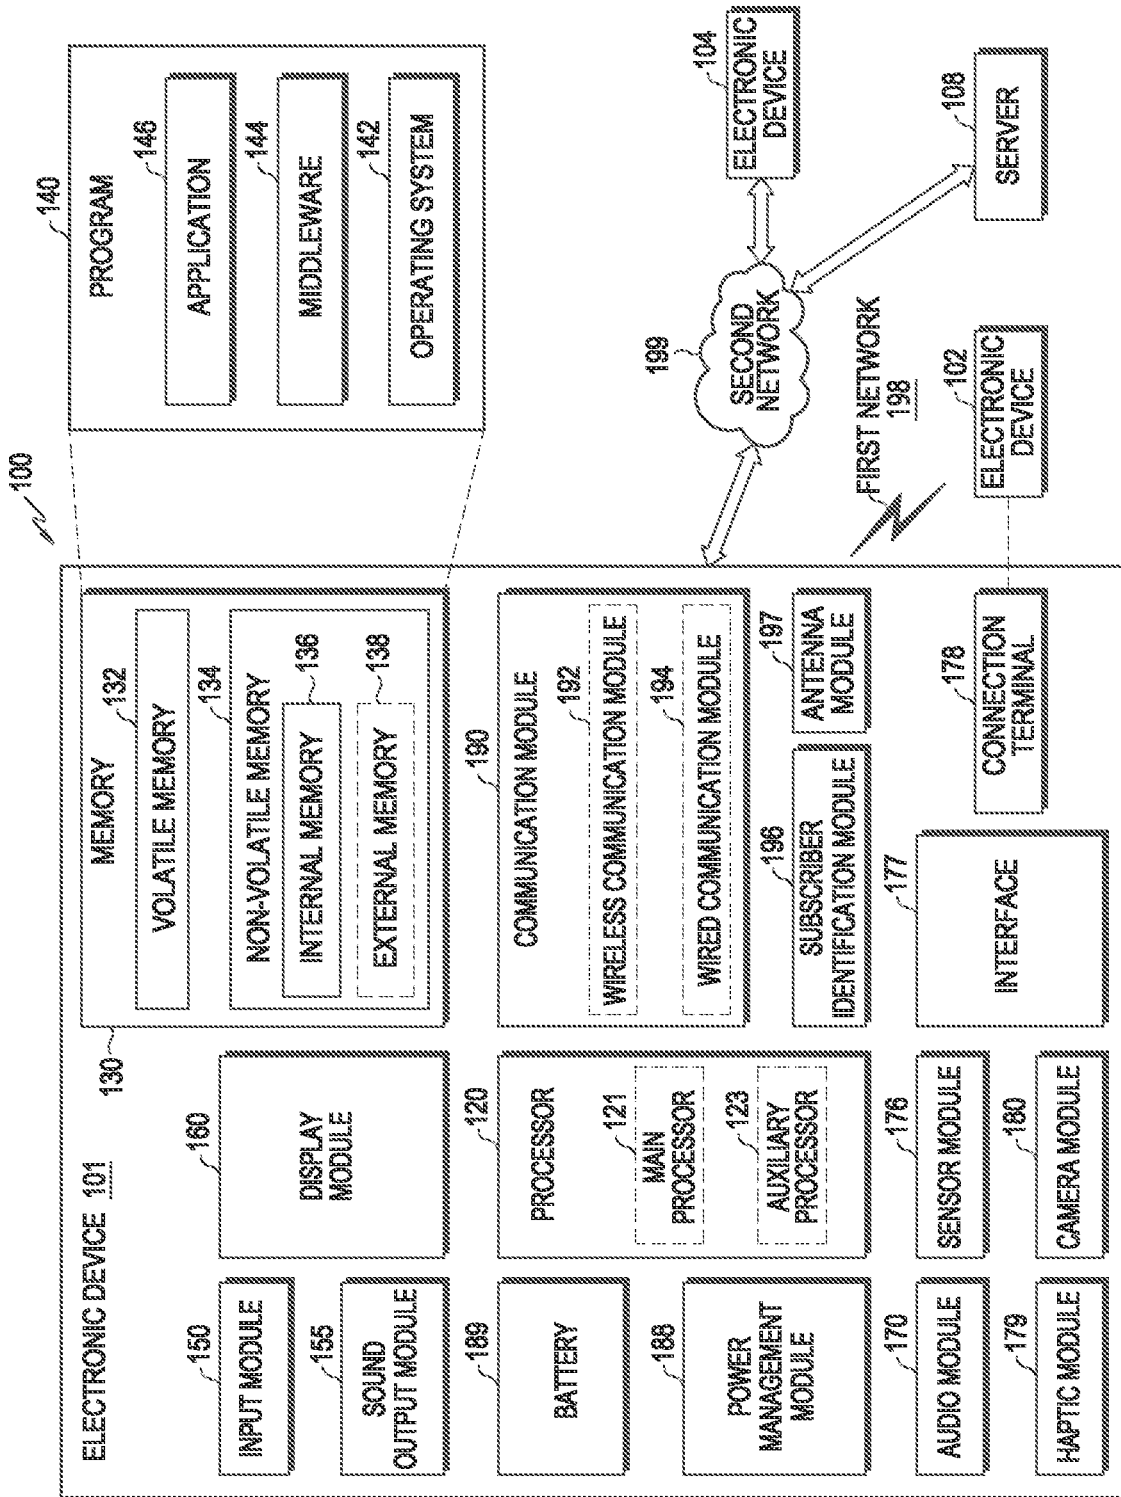 100
ELECTRONIC DEVICE 101
INPUT MODULE
150
SOUND
OUTPUT MODULE
155
BATTERY
189
POWER
MANAGEMENT
MODULE
188
AUDIO MODULE
170
HAPTIC MODULE
179
DISPLAY
MODULE
160
PROCESSOR
120
MAIN
PROCESSOR
121
AUXILIARY
PROCESSOR
123
SENSOR MODULE
176
CAMERA MODULE
180
130
MEMORY
VOLATILE MEMORY
132
NON-VOLATILE MEMORY
134
INTERNAL MEMORY
136
EXTERNAL MEMORY
138
COMMUNICATION MODULE
190
WIRELESS COMMUNICATION MODULE
192
WIRED COMMUNICATION MODULE
194
SUBSCRIBER
IDENTIFICATION MODULE
196
ANTENNA
MODULE
197
INTERFACE
177
CONNECTION
TERMINAL
178
PROGRAM
140
APPLICATION
146
MIDDLEWARE
144
OPERATING SYSTEM
142
SECOND
NETWORK
199
FIRST NETWORK
198
ELECTRONIC
DEVICE
104
ELECTRONIC
DEVICE
102
SERVER
108